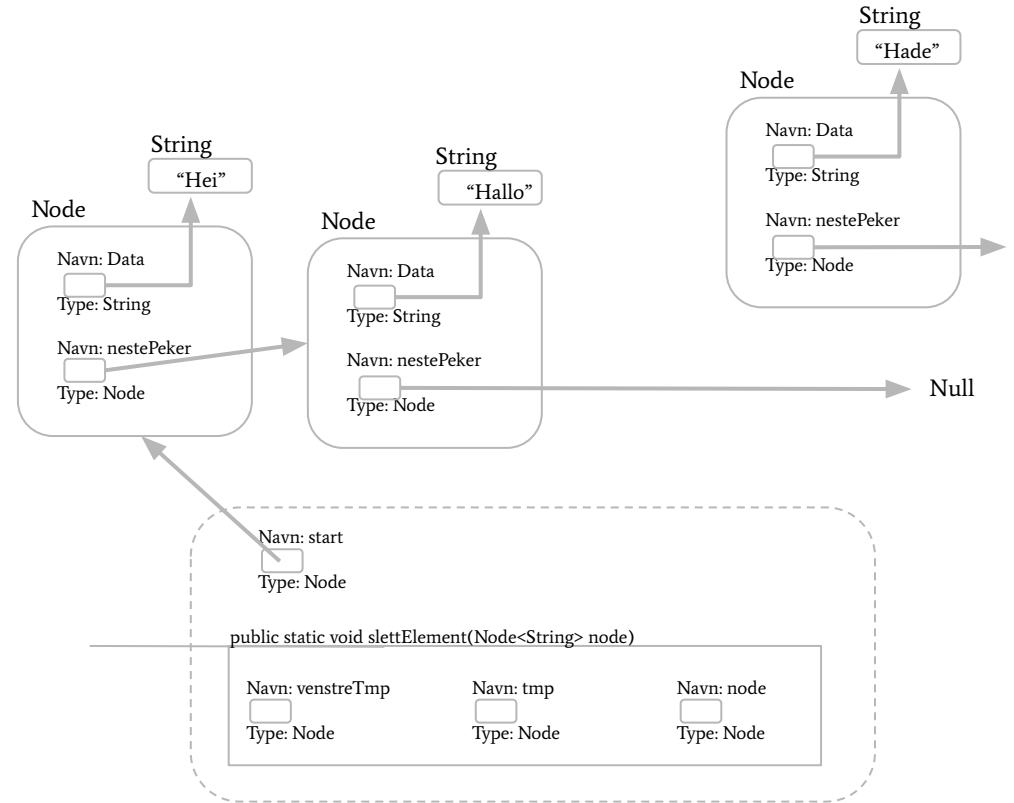 String
"Hade"
Node
Navn: Data
Type: String
Navn: nestePeker
Type: Node
String
"Hei"
Node
Navn: Data
Type: String
Navn: nestePeker
Type: Node
String
"Hallo"
Node
Navn: Data
Type: String
Navn: nestePeker
Type: Node
Null
Navn: start
Type: Node
public static void slettElement(Node<String> node)
Navn: venstreTmp
Type: Node
Navn: tmp
Type: Node
Navn: node
Type: Node